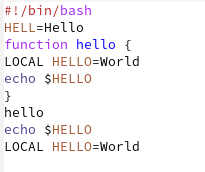 #!/bin/bash
HELL=Hello
function hello {
LOCAL HELLO=World
echo $HELLO
}
hello
echo $HELLO
LOCAL HELLO=World